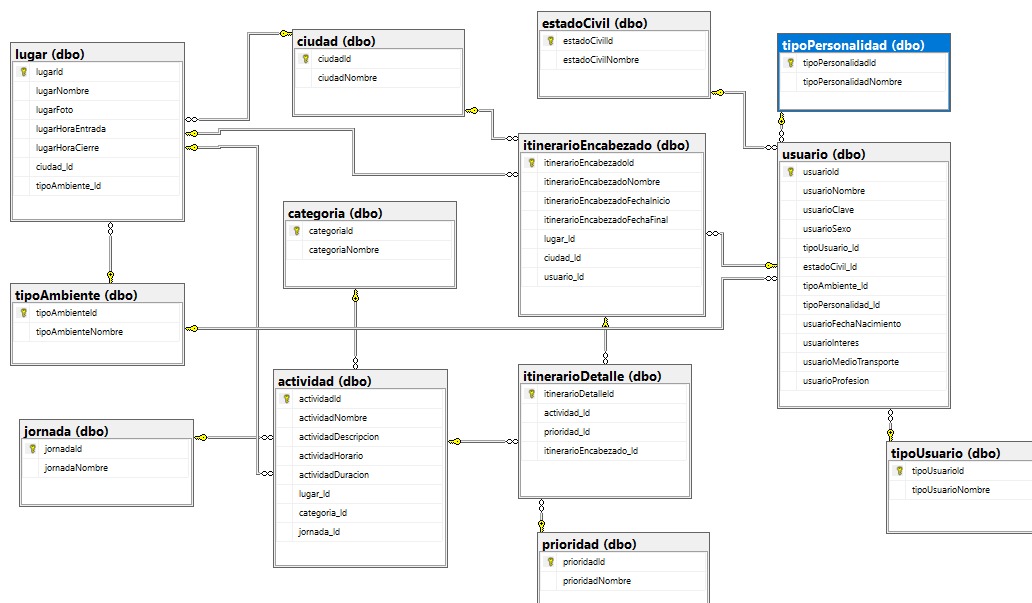 lugar (dbo)
lugarId
lugarNombre
lugarFoto
lugarHoraEntrada
lugarHoraCierre
ciudad_Id
tipoAmbiente_Id
ciudad (dbo)
ciudadId
ciudadNombre
estadoCivil (dbo)
estadoCivilId
estadoCivilNombre
tipoPersonalidad (dbo)
tipoPersonalidadId
tipoPersonalidadNombre
itinerarioEncabezado (dbo)
itinerarioEncabezadoId
itinerarioEncabezadoNombre
itinerarioEncabezadoFechaInicio
itinerarioEncabezadoFechaFinal
lugar_Id
ciudad_Id
usuario_Id
usuario (dbo)
usuarioId
usuarioNombre
usuarioClave
usuarioSexo
tipoUsuario_Id
estadoCivil_Id
tipoAmbiente_Id
tipoPersonalidad_Id
usuarioFechaNacimiento
usuarioInteres
usuarioMedioTransporte
usuarioProfesion
categoria (dbo)
categoriaId
categoriaNombre
tipoAmbiente (dbo)
tipoAmbienteId
tipoAmbienteNombre
actividad (dbo)
actividadId
actividadNombre
actividadDescripcion
actividadHorario
actividadDuracion
lugar_Id
categoria_Id
jornada_Id
itinerarioDetalle (dbo)
itinerarioDetalleId
actividad_Id
prioridad_Id
itinerarioEncabezado_Id
jornada (dbo)
jornadaId
jornadaNombre
tipoUsuario (dbo)
tipoUsuarioId
tipoUsuarioNombre
prioridad (dbo)
prioridadId
prioridadNombre